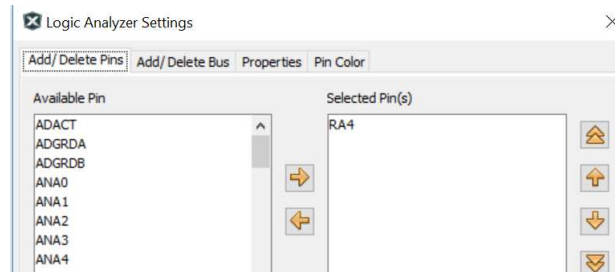 Logic Analyzer Settings
Add/Delete Pins Add/Delete Bus Properties Pin Color
Available Pin Selected Pin(s)
ADACT RA4
ADGRDA
ADGRDB
ANA0
ANA1
ANA2
ANA3
ANA4